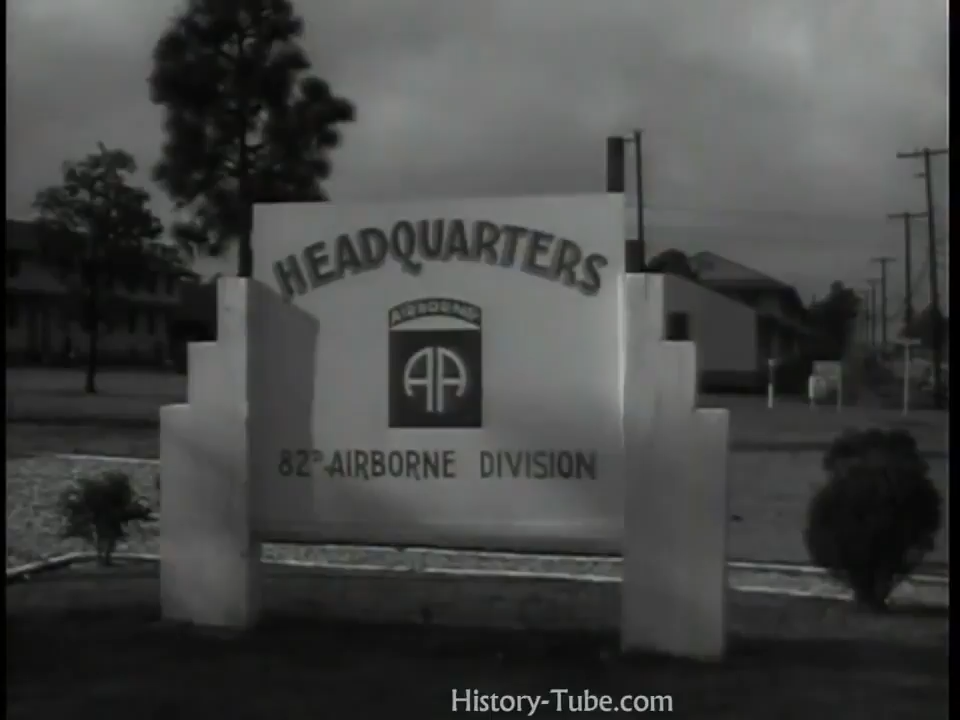 HEADQUARTERS
AIRBORNE
AA
82D AIRBORNE DIVISION
History-Tube.com